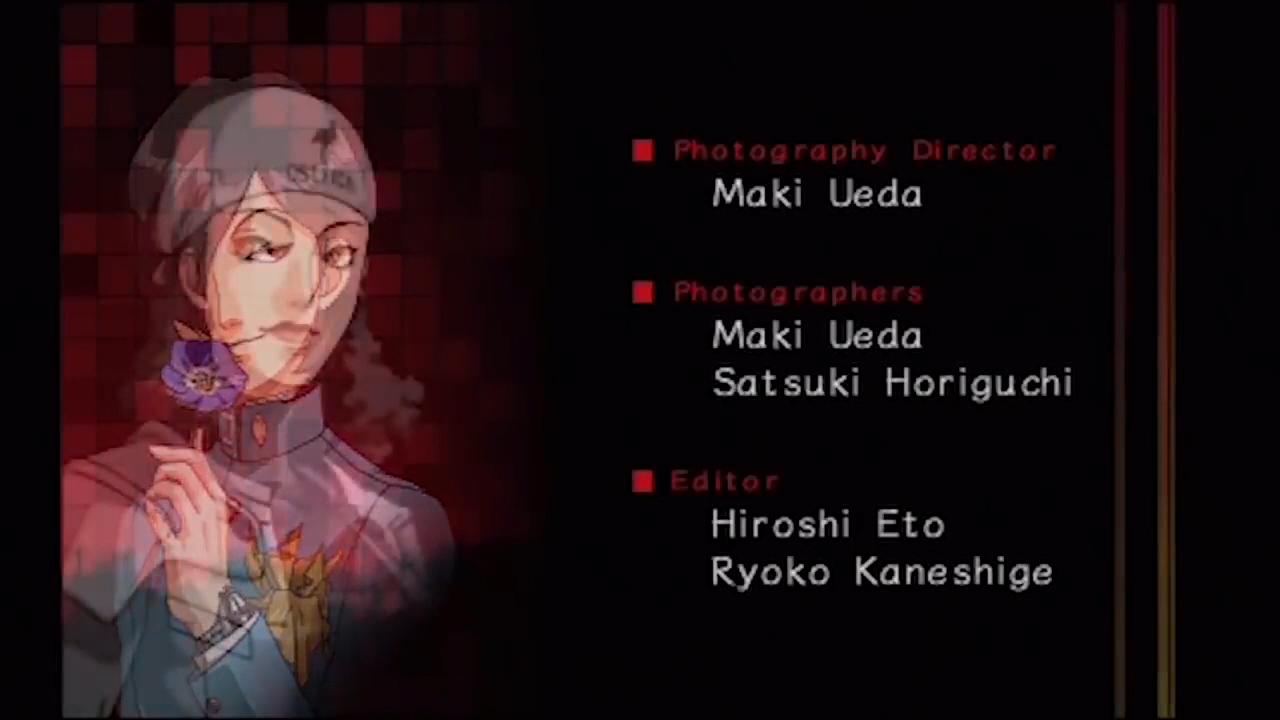 Photography Director
Maki Ueda
Photographers
Maki Ueda
Satsuki Horiguchi
Editor
Hiroshi Eto
Ryoko Kaneshige